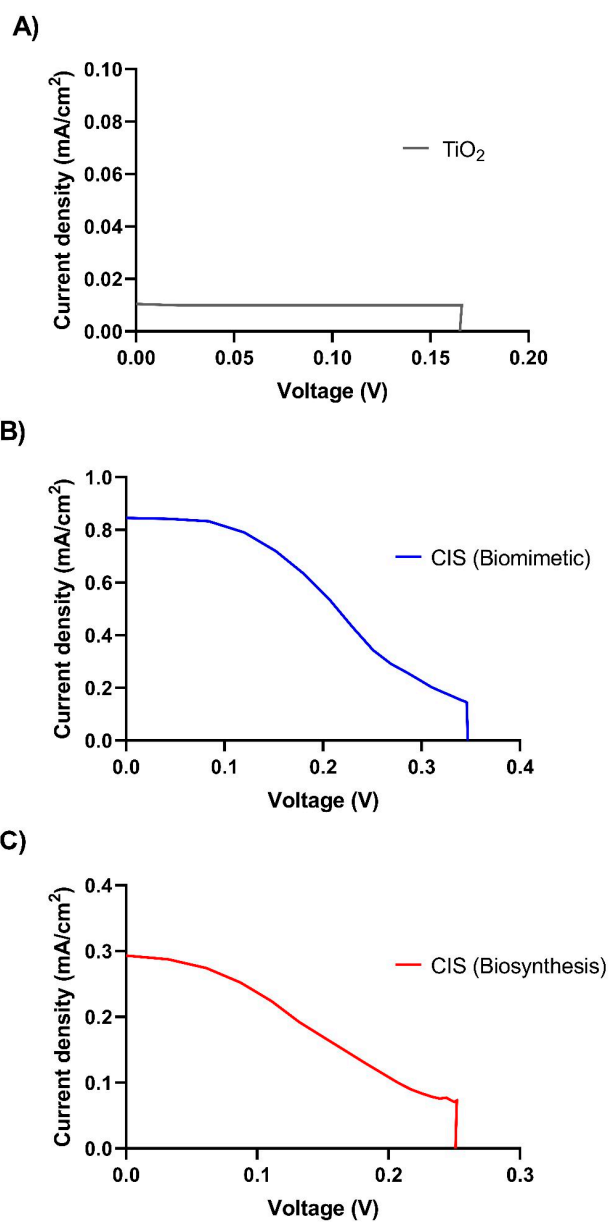 A)
Current density (mA/cm²)
0.10
0.08
0.06
0.04
0.02
0.00
TiO₂
0.00 0.05 0.10 0.15 0.20
Voltage (V)
B)
Current density (mA/cm²)
1.0
0.8
0.6
0.4
0.2
0.0
CIS (Biomimetic)
0.0 0.1 0.2 0.3 0.4
Voltage (V)
C)
Current density (mA/cm²)
0.4
0.3
0.2
0.1
0.0
CIS (Biosynthesis)
0.0 0.1 0.2 0.3
Voltage (V)